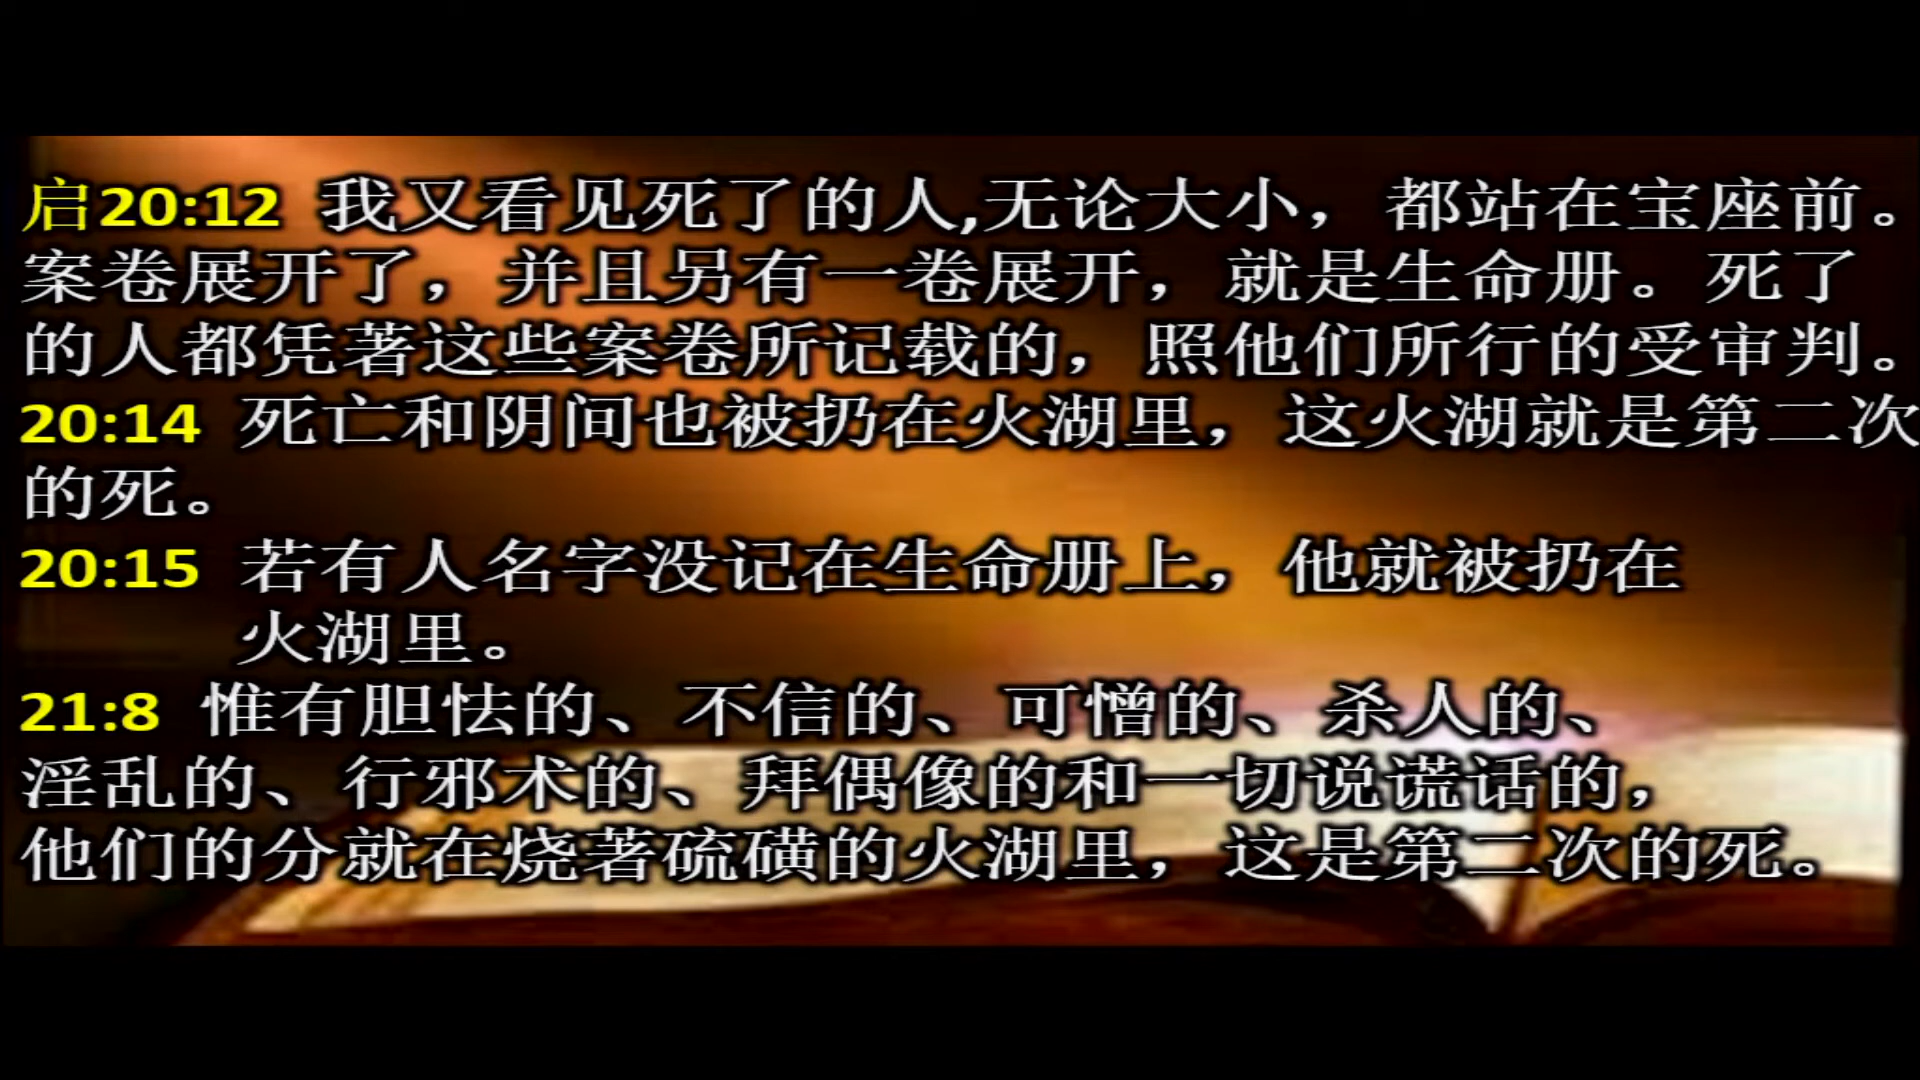 启20:12 我又看见死了的人,无论大小，都站在宝座前。
案卷展开了，并且另有一卷展开，就是生命册。死了
的人都凭著这些案卷所记载的，照他们所行的受审判。
20:14 死亡和阴间也被扔在火湖里，这火湖就是第二次
的死。
20:15 若有人名字没记在生命册上，他就被扔在
火湖里。
21:8 惟有胆怯的、不信的、可憎的、杀人的、
淫乱的、行邪术的、拜偶像的和一切说谎话的，
他们的分就在烧著硫磺的火湖里，这是第二次的死。